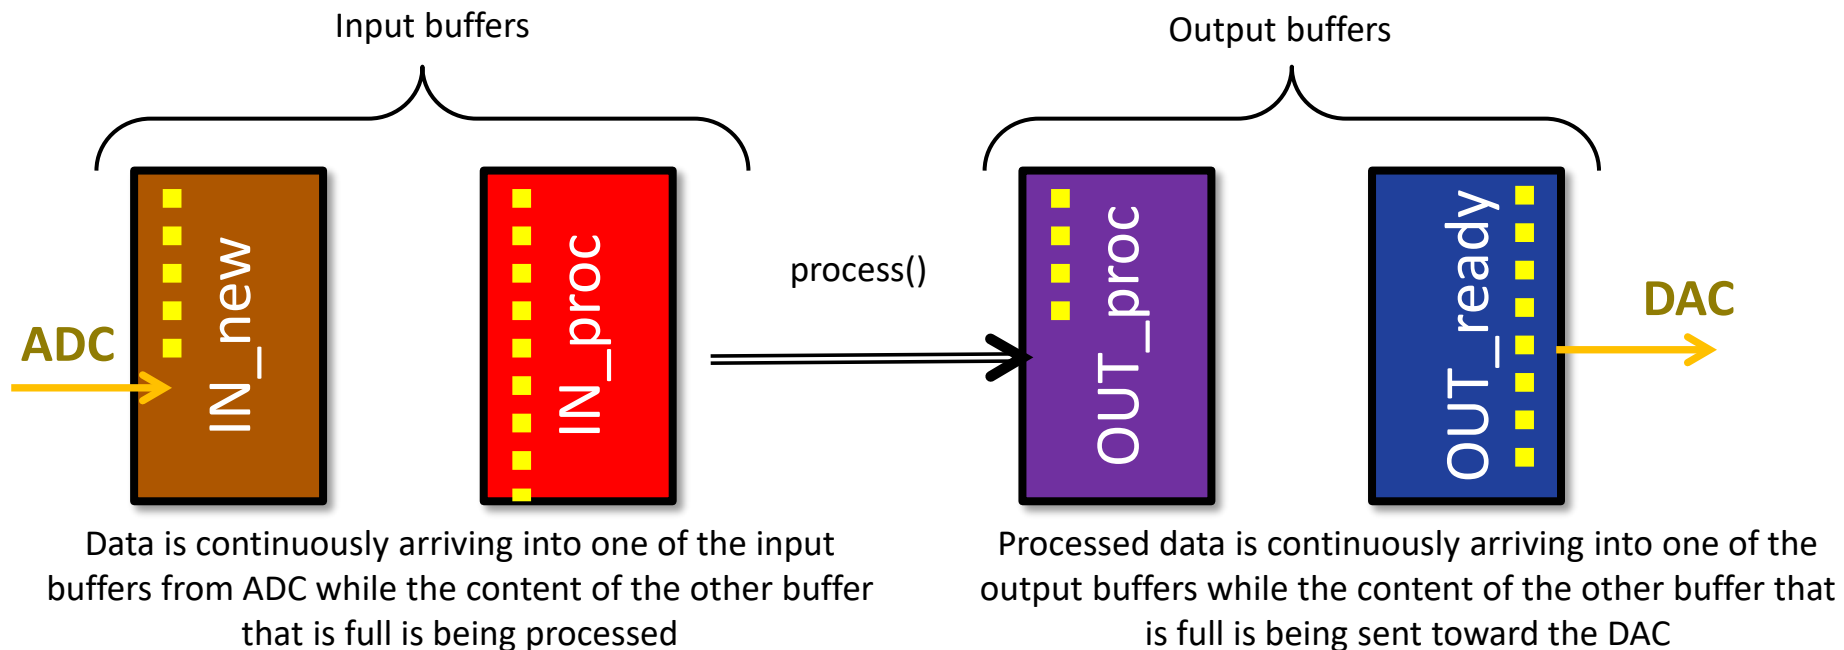 Input buffers
Output buffers
ADC
IN_new
IN_proc
process()
OUT_proc
OUT_ready
DAC
Data is continuously arriving into one of the input
buffers from ADC while the content of the other buffer
that is full is being processed
Processed data is continuously arriving into one of the
output buffers while the content of the other buffer that
is full is being sent toward the DAC